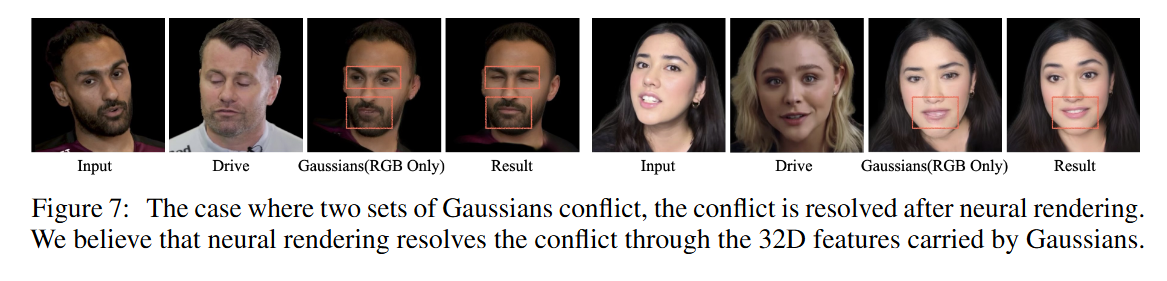 Input Drive Gaussians(RGB Only) Result Input Drive Gaussians(RGB Only) Result
Figure 7: The case where two sets of Gaussians conflict, the conflict is resolved after neural rendering.
We believe that neural rendering resolves the conflict through the 32D features carried by Gaussians.